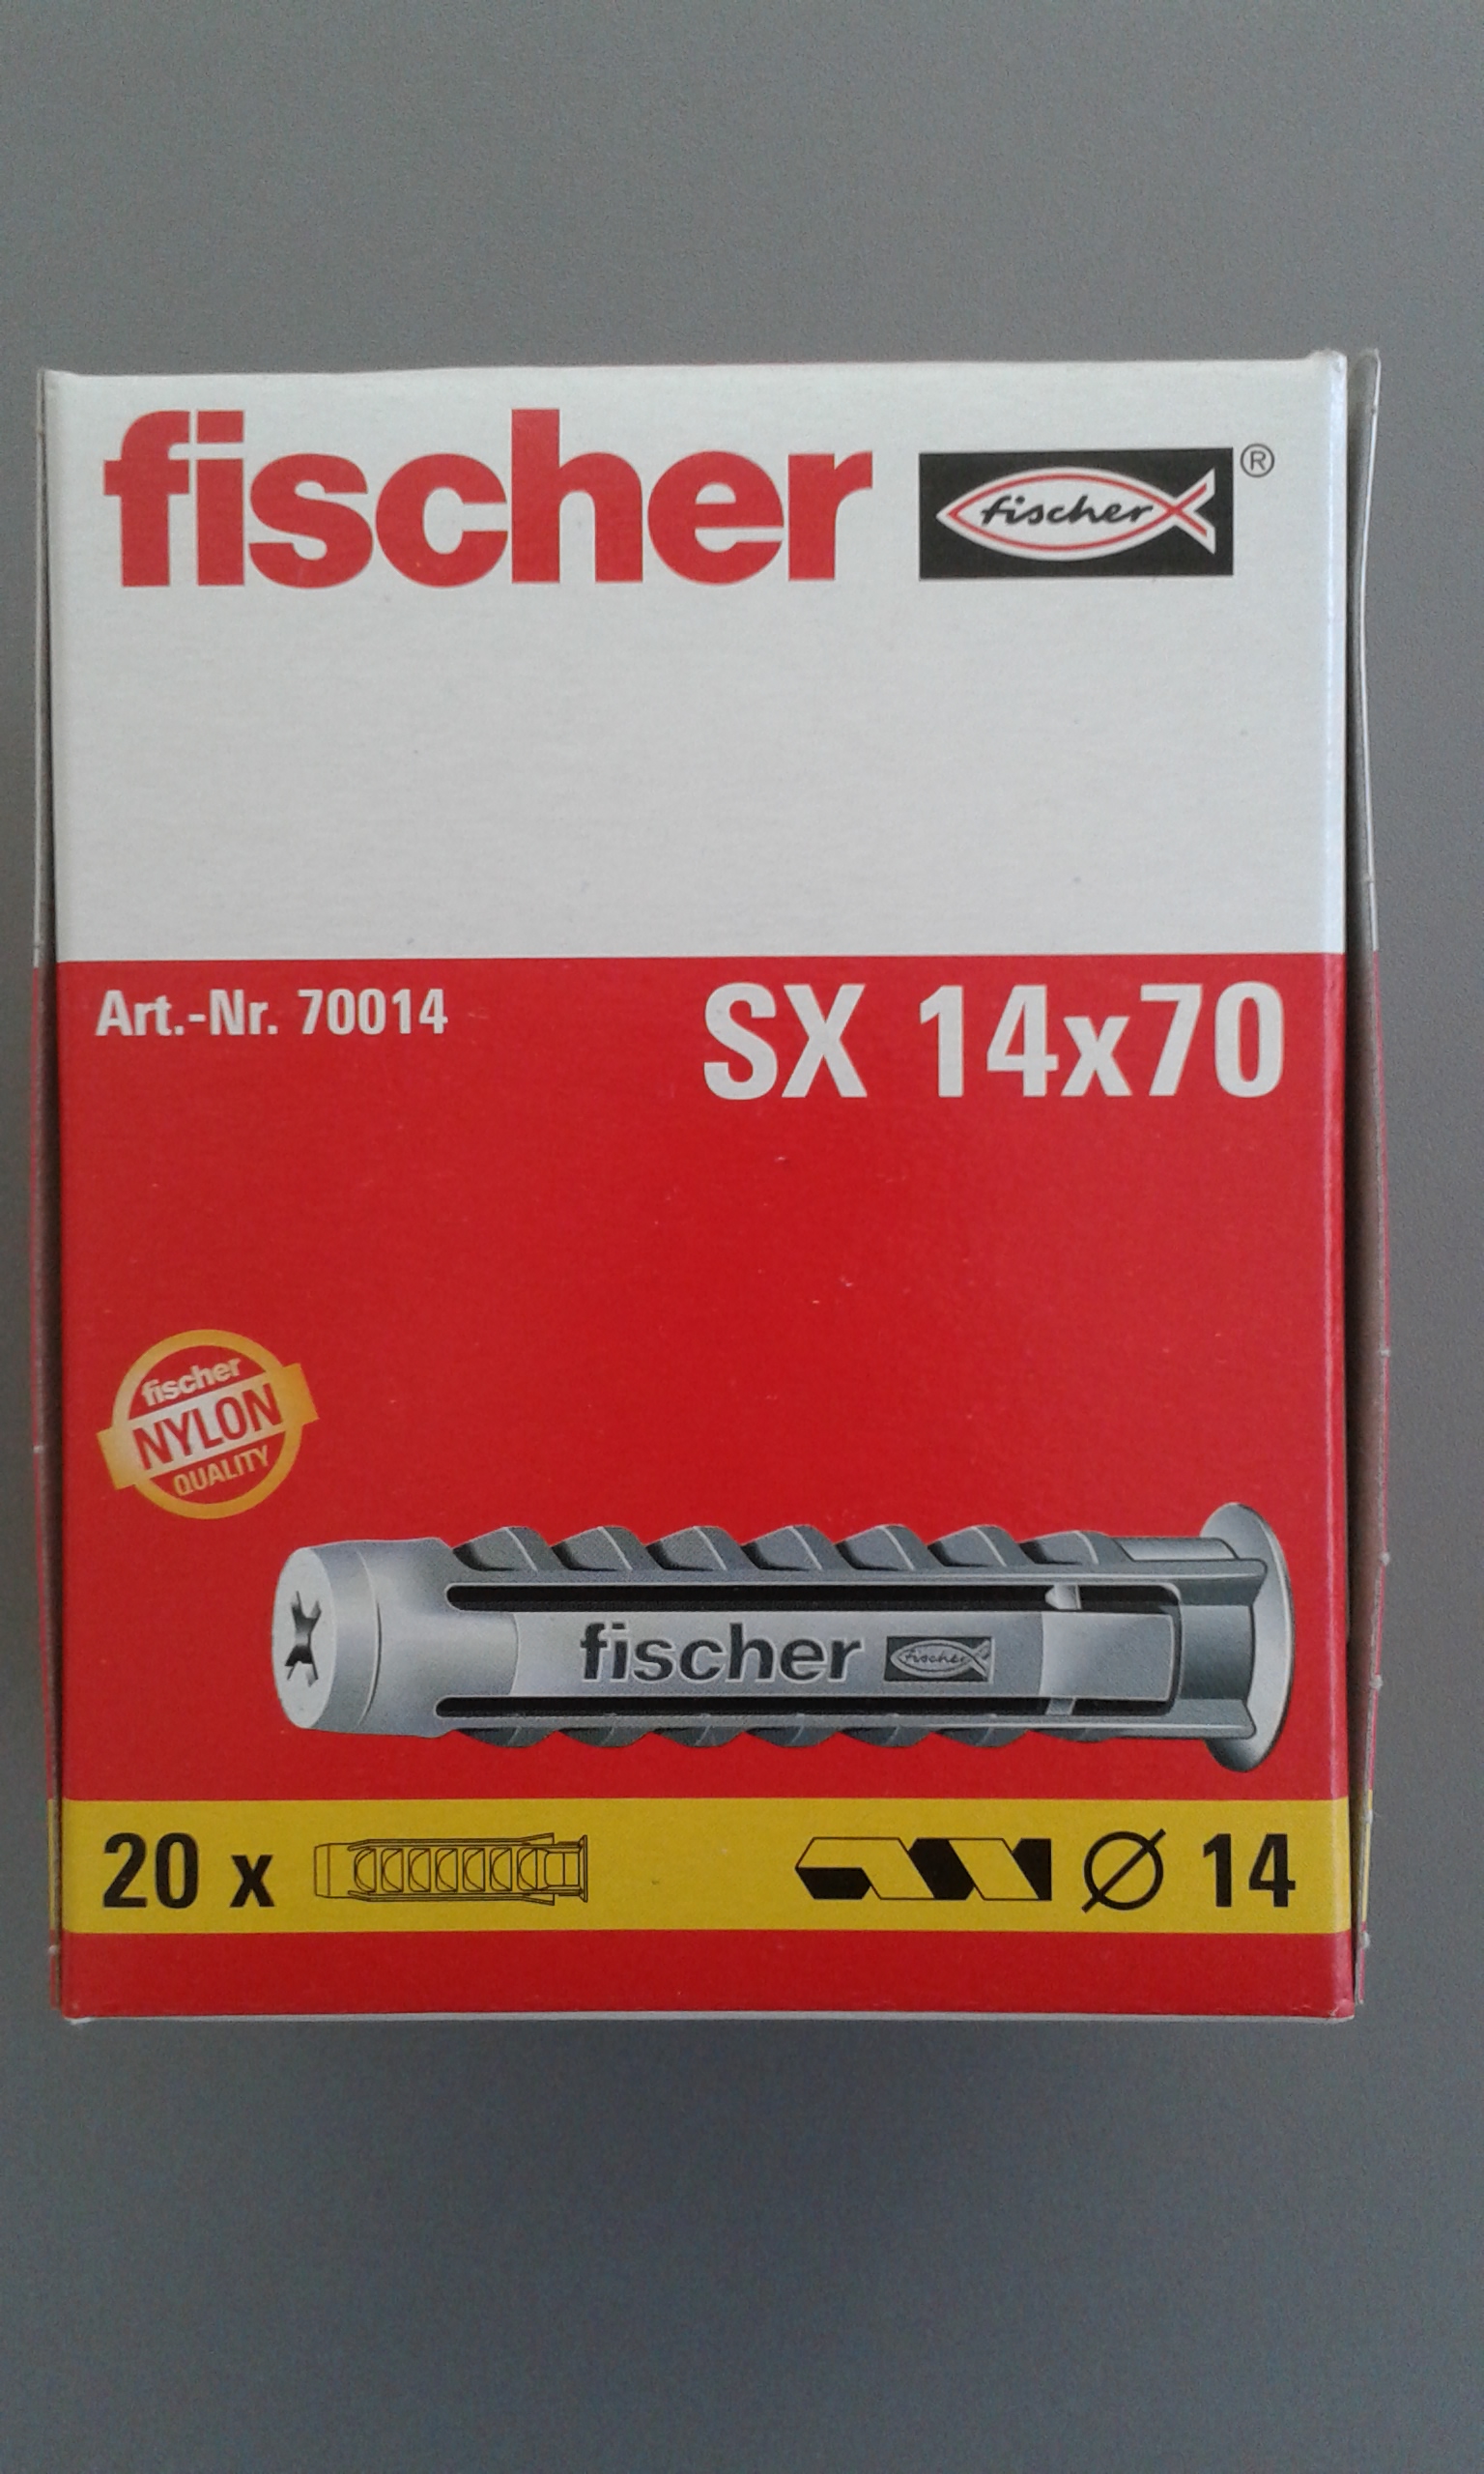 fischer fischer ®
Art.-Nr. 70014 SX 14x70
fischer
NYLON
QUALITY
fischer fischer
20 x Ø 14